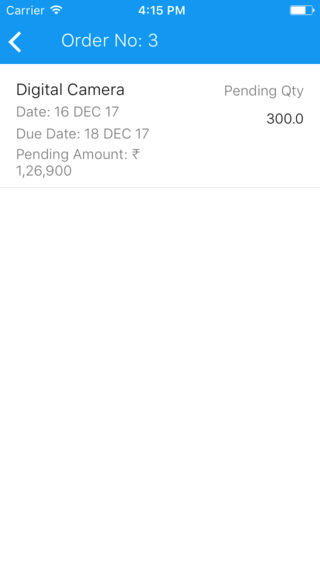 Carrier 4:15 PM
Order No: 3
Digital Camera
Pending Qty
Date: 16 DEC 17
300.0
Due Date: 18 DEC 17
Pending Amount: ₹
1,26,900